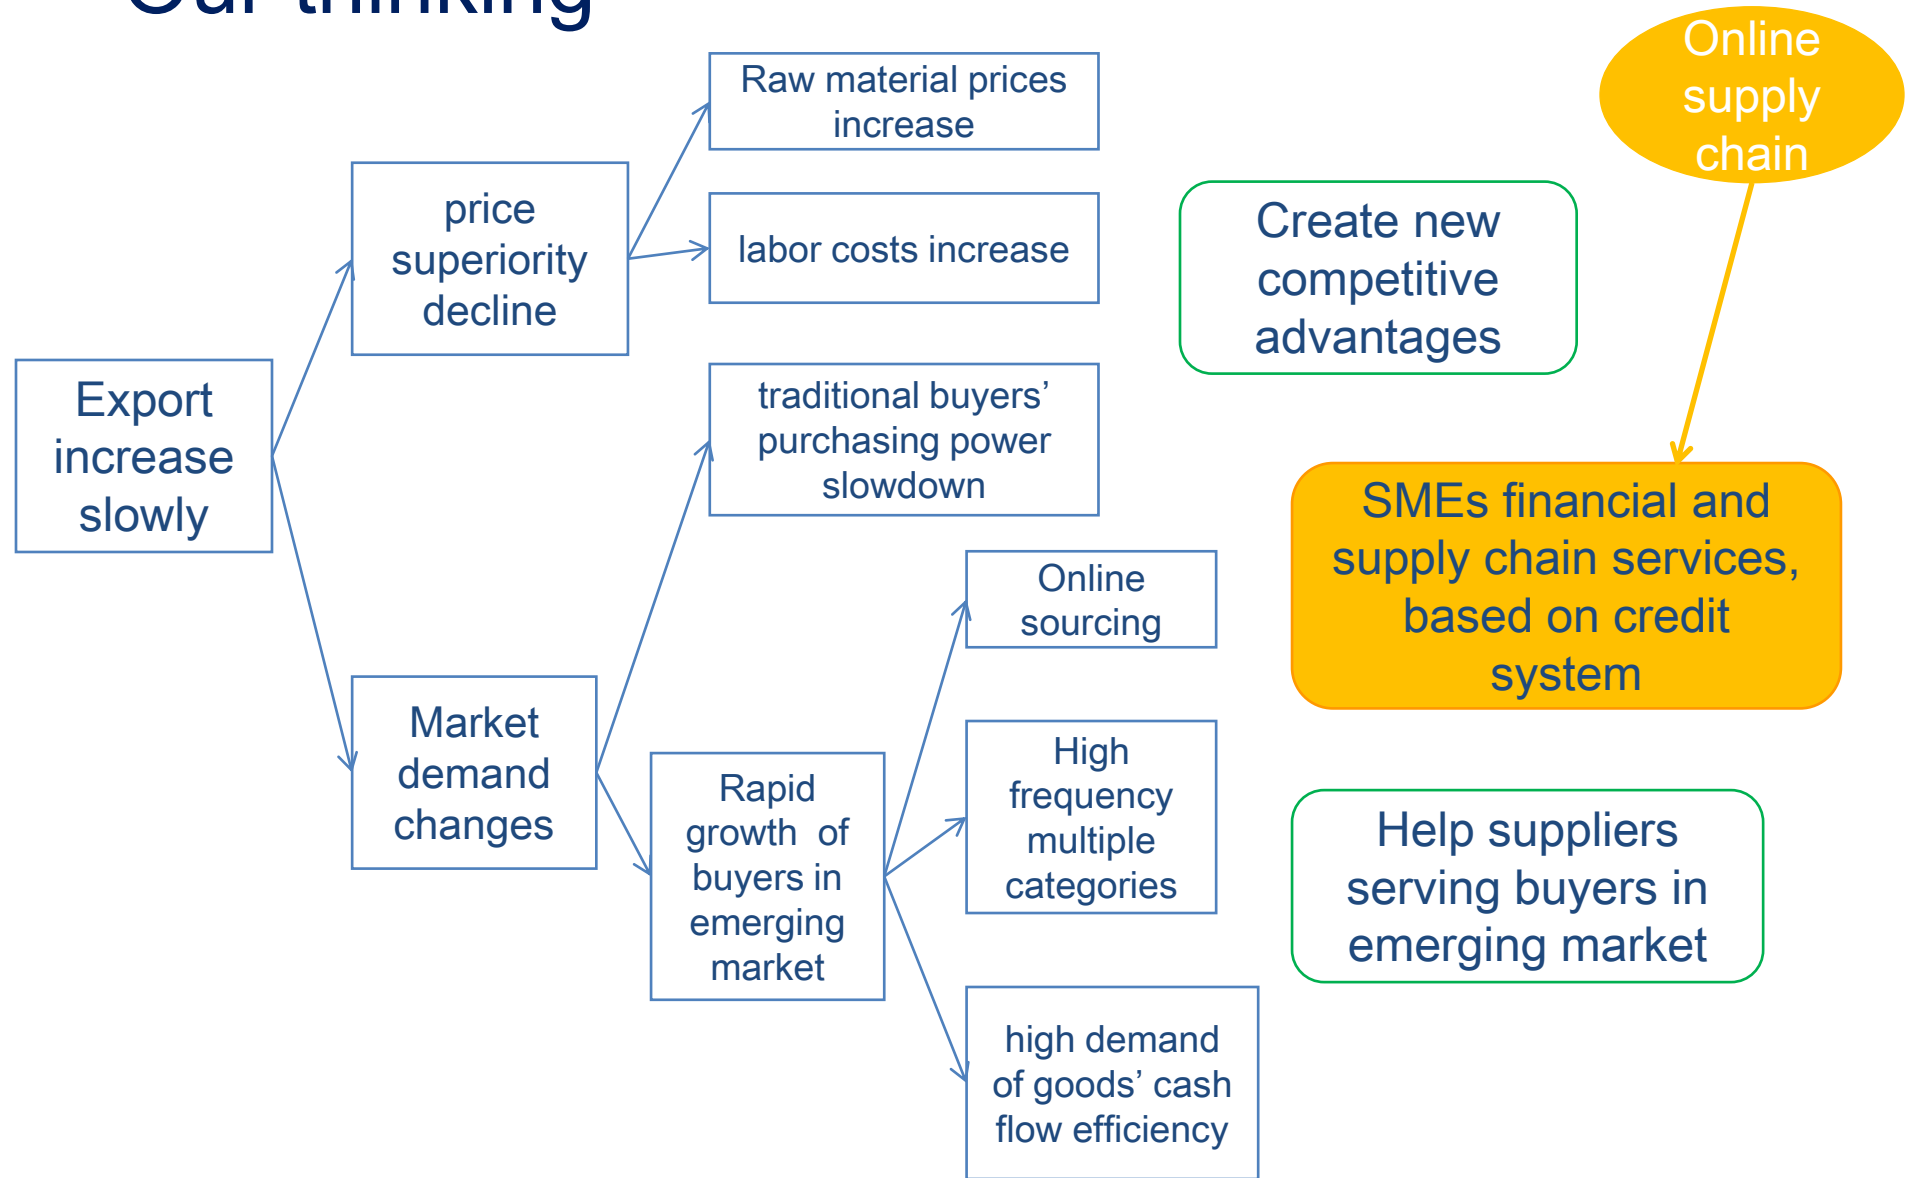 Our thinking
Raw material prices
increase
price
superiority
decline
labor costs increase
Export
increase
slowly
traditional buyers’
purchasing power
slowdown
Market
demand
changes
Rapid
growth  of
buyers in
emerging
market
Online
sourcing
High
frequency
multiple
categories
high demand
of goods’ cash
flow efficiency
Online
supply
chain
Create new
competitive
advantages
SMEs financial and
supply chain services,
based on credit
system
Help suppliers
serving buyers in
emerging market